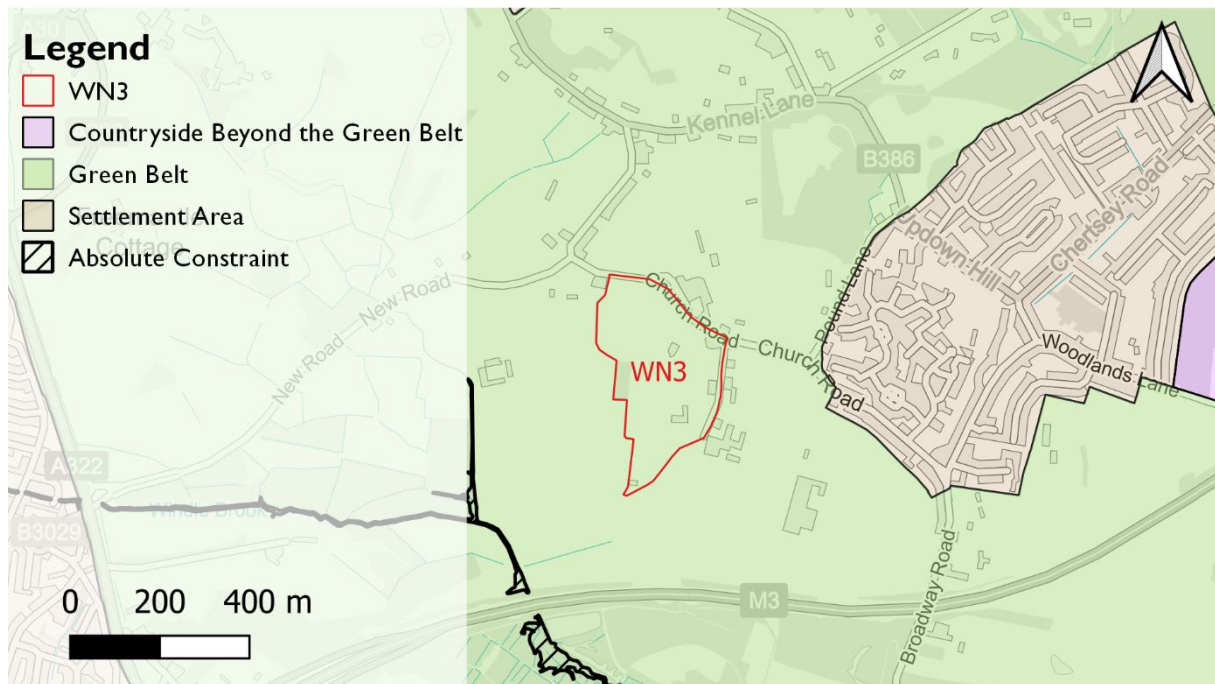 Legend
WN3
Countryside Beyond the Green Belt
Green Belt
Settlement Area
Absolute Constraint
A30
Cottage
Kennel Lane
B386
Updown Hill
Chertsey Road
Pound Lane
New Road
New Road
Church Road
Church Road
Woodlands Lane
WN3
A322
Windle Brook
B3029
M3
Broadway Road
0 200 400 m